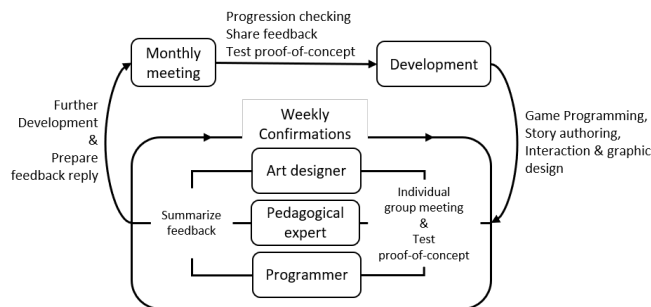 Progression checking
Share feedback
Test proof-of-concept
Monthly
meeting
Development
Further
Development
&
Prepare
feedback reply
Game Programming,
Story authoring,
Interaction & graphic
design
Weekly
Confirmations
Art designer
Summarize
feedback
Pedagogical
expert
Individual
group meeting
&
Test
proof-of-concept
Programmer